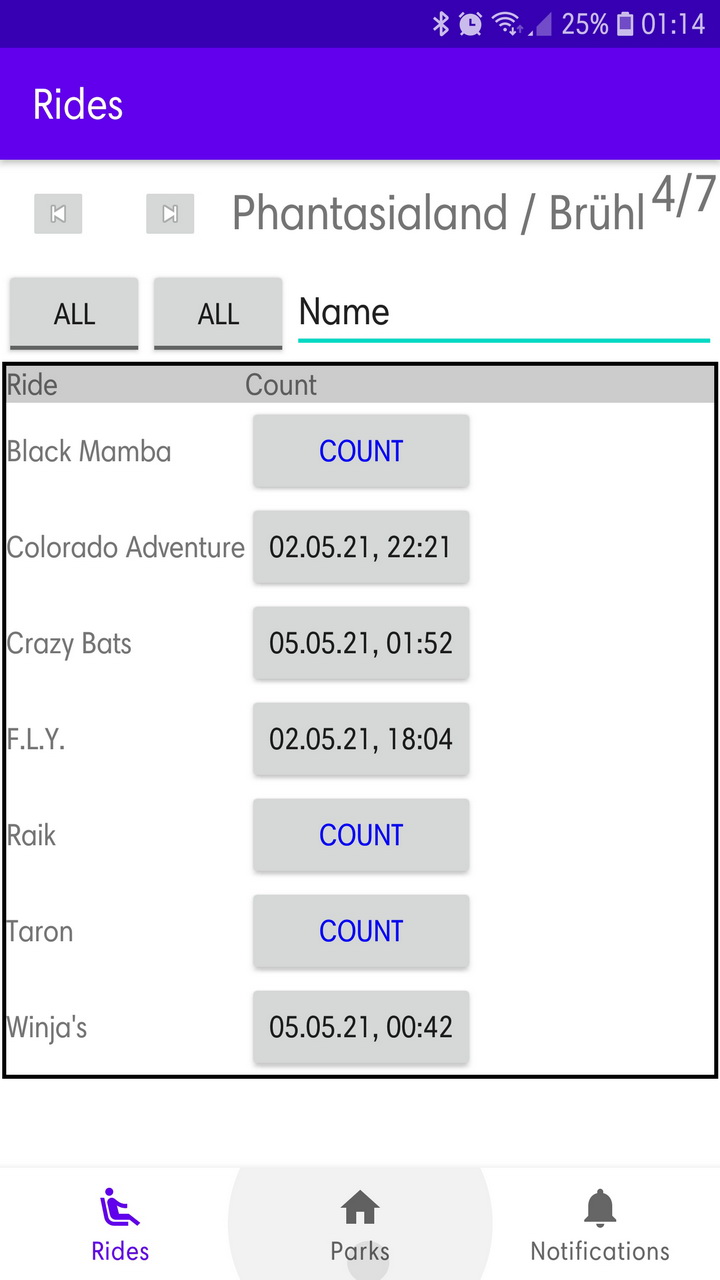 25% 01:14
Rides
Phantasialand / Brühl 4/7
ALL ALL Name
Ride Count
Black Mamba COUNT
Colorado Adventure 02.05.21, 22:21
Crazy Bats 05.05.21, 01:52
F.L.Y. 02.05.21, 18:04
Raik COUNT
Taron COUNT
Winja's 05.05.21, 00:42
Rides Parks Notifications